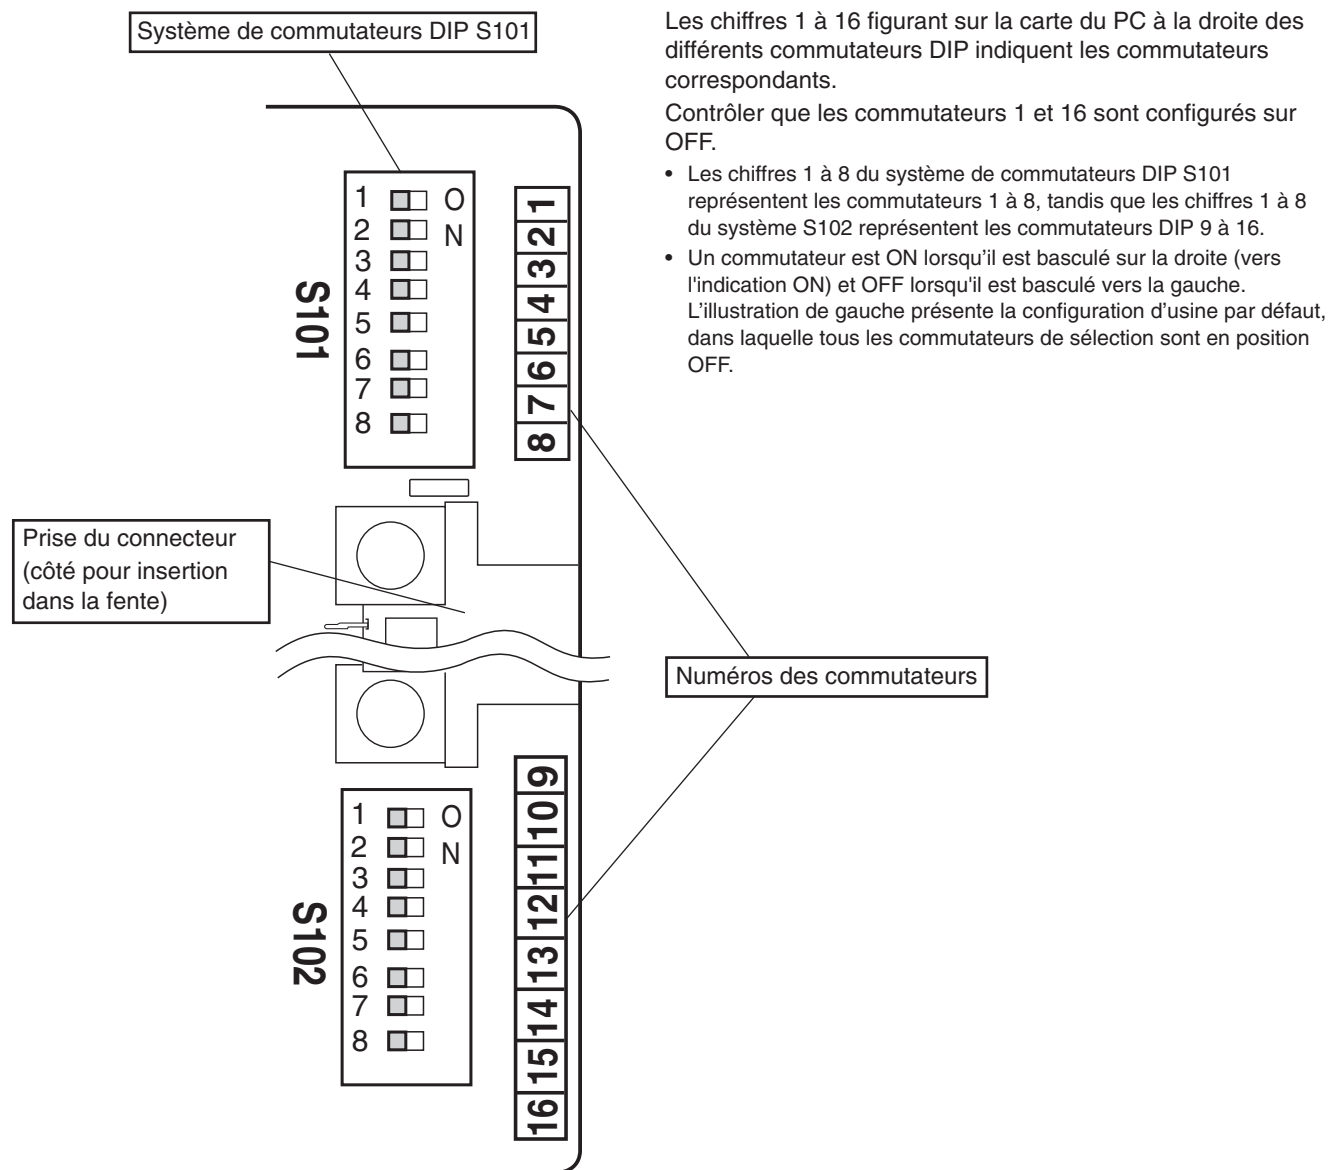 Système de commutateurs DIP S101
Les chiffres 1 à 16 figurant sur la carte du PC à la droite des
différents commutateurs DIP indiquent les commutateurs
correspondants.
Contrôler que les commutateurs 1 et 16 sont configurés sur
OFF.
• Les chiffres 1 à 8 du système de commutateurs DIP S101
représentent les commutateurs 1 à 8, tandis que les chiffres 1 à 8
du système S102 représentent les commutateurs DIP 9 à 16.
• Un commutateur est ON lorsqu’il est basculé sur la droite (vers
l'indication ON) et OFF lorsqu'il est basculé vers la gauche.
L’illustration de gauche présente la configuration d’usine par défaut,
dans laquelle tous les commutateurs de sélection sont en position
OFF.
S101
1
2
3
4
5
6
7
8
O
N
1
2
3
4
5
6
7
8
Prise du connecteur
(côté pour insertion
dans la fente)
Numéros des commutateurs
S102
1
2
3
4
5
6
7
8
O
N
9
10
11
12
13
14
15
16